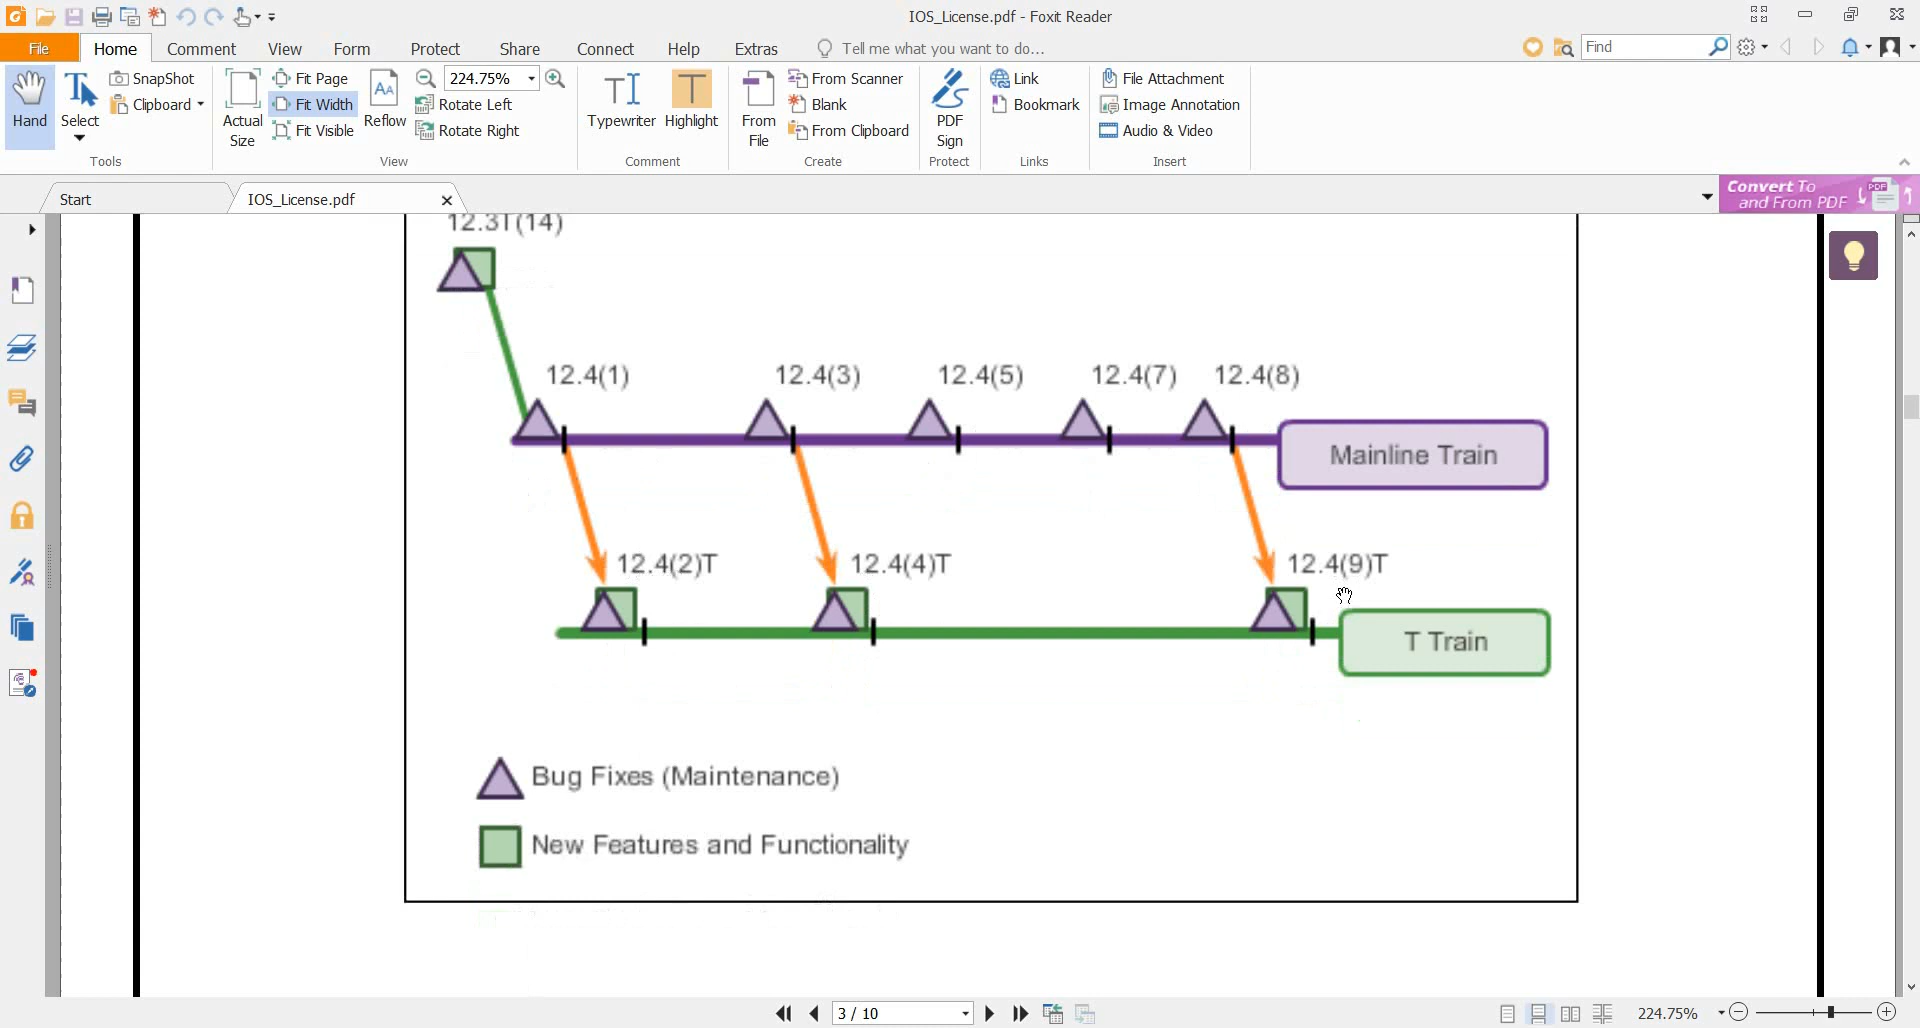 IOS_License.pdf - Foxit Reader
File Home Comment View Form Protect Share Connect Help Extras Tell me what you want to do... Find
Hand
Select
SnapShot
Clipboard
Tools
Actual
Size
Fit Page
Fit Width
Fit Visible
Reflow
224.75%
Rotate Left
Rotate Right
View
Typewriter
Highlight
Comment
From
File
From Scanner
Blank
From Clipboard
Create
PDF
Sign
Protect
Link
Bookmark
Links
File Attachment
Image Annotation
Audio & Video
Insert
Start
IOS_License.pdf
Convert To
and From PDF
PDF
12.3T(14)
12.4(1) 12.4(3) 12.4(5) 12.4(7) 12.4(8)
Mainline Train
12.4(2)T 12.4(4)T 12.4(9)T
T Train
Bug Fixes (Maintenance)
New Features and Functionality
3 / 10
224.75%